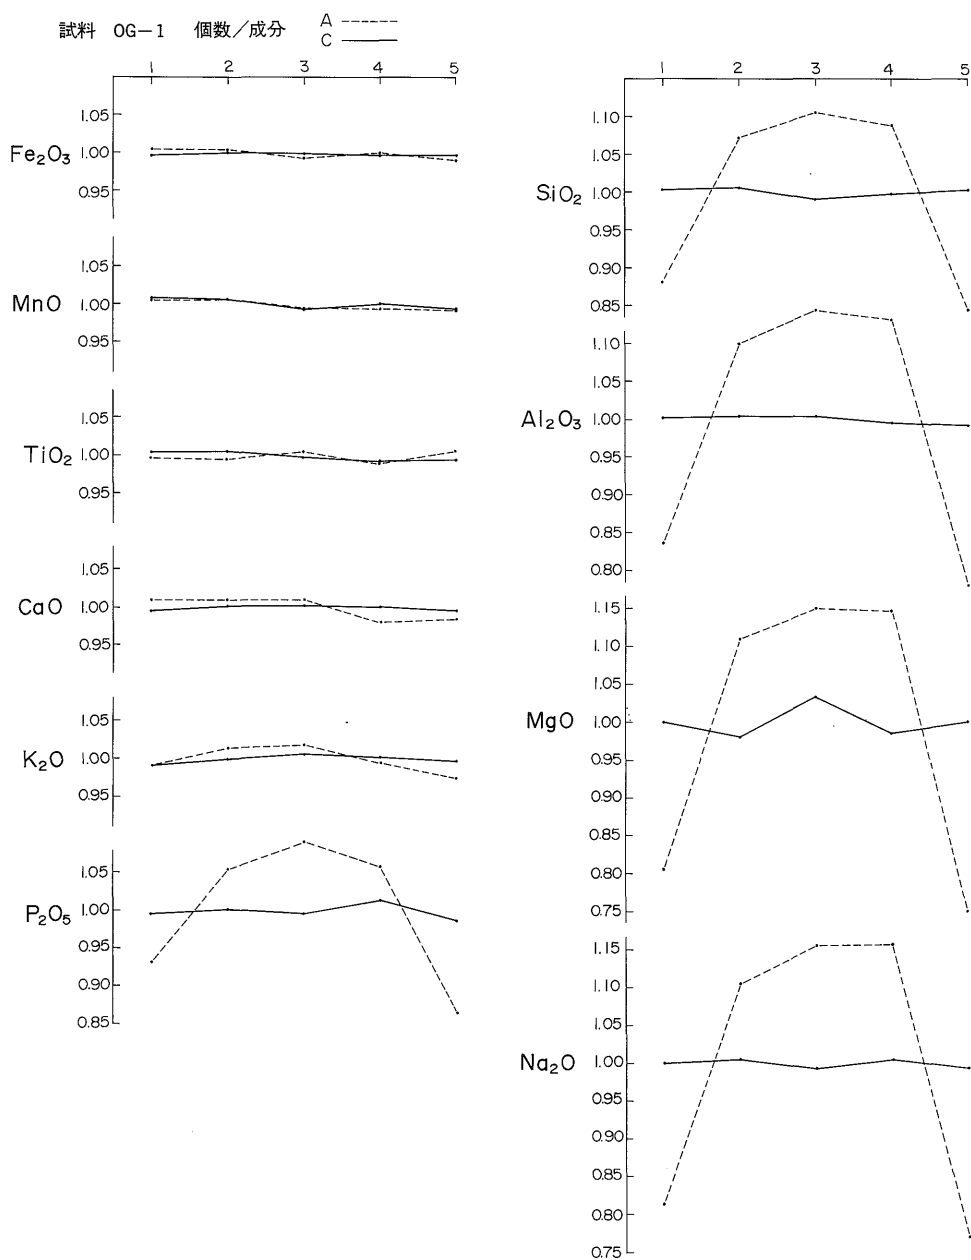 試料 OG-1 個数/成分 A
C
1 2 3 4 5
1.05
Fe₂O₃ 1.00
0.95
1.05
MnO 1.00
0.95
1.05
TiO₂ 1.00
0.95
1.05
CaO 1.00
0.95
1.05
K₂O 1.00
0.95
1.05
P₂O₅ 1.00
0.95
0.90
0.85
1 2 3 4 5
1.10
1.05
SiO₂ 1.00
0.95
0.90
0.85
1.10
1.05
Al₂O₃ 1.00
0.95
0.90
0.85
0.80
1.15
1.10
1.05
MgO 1.00
0.95
0.90
0.85
0.80
0.75
1.15
1.10
1.05
Na₂O 1.00
0.95
0.90
0.85
0.80
0.75